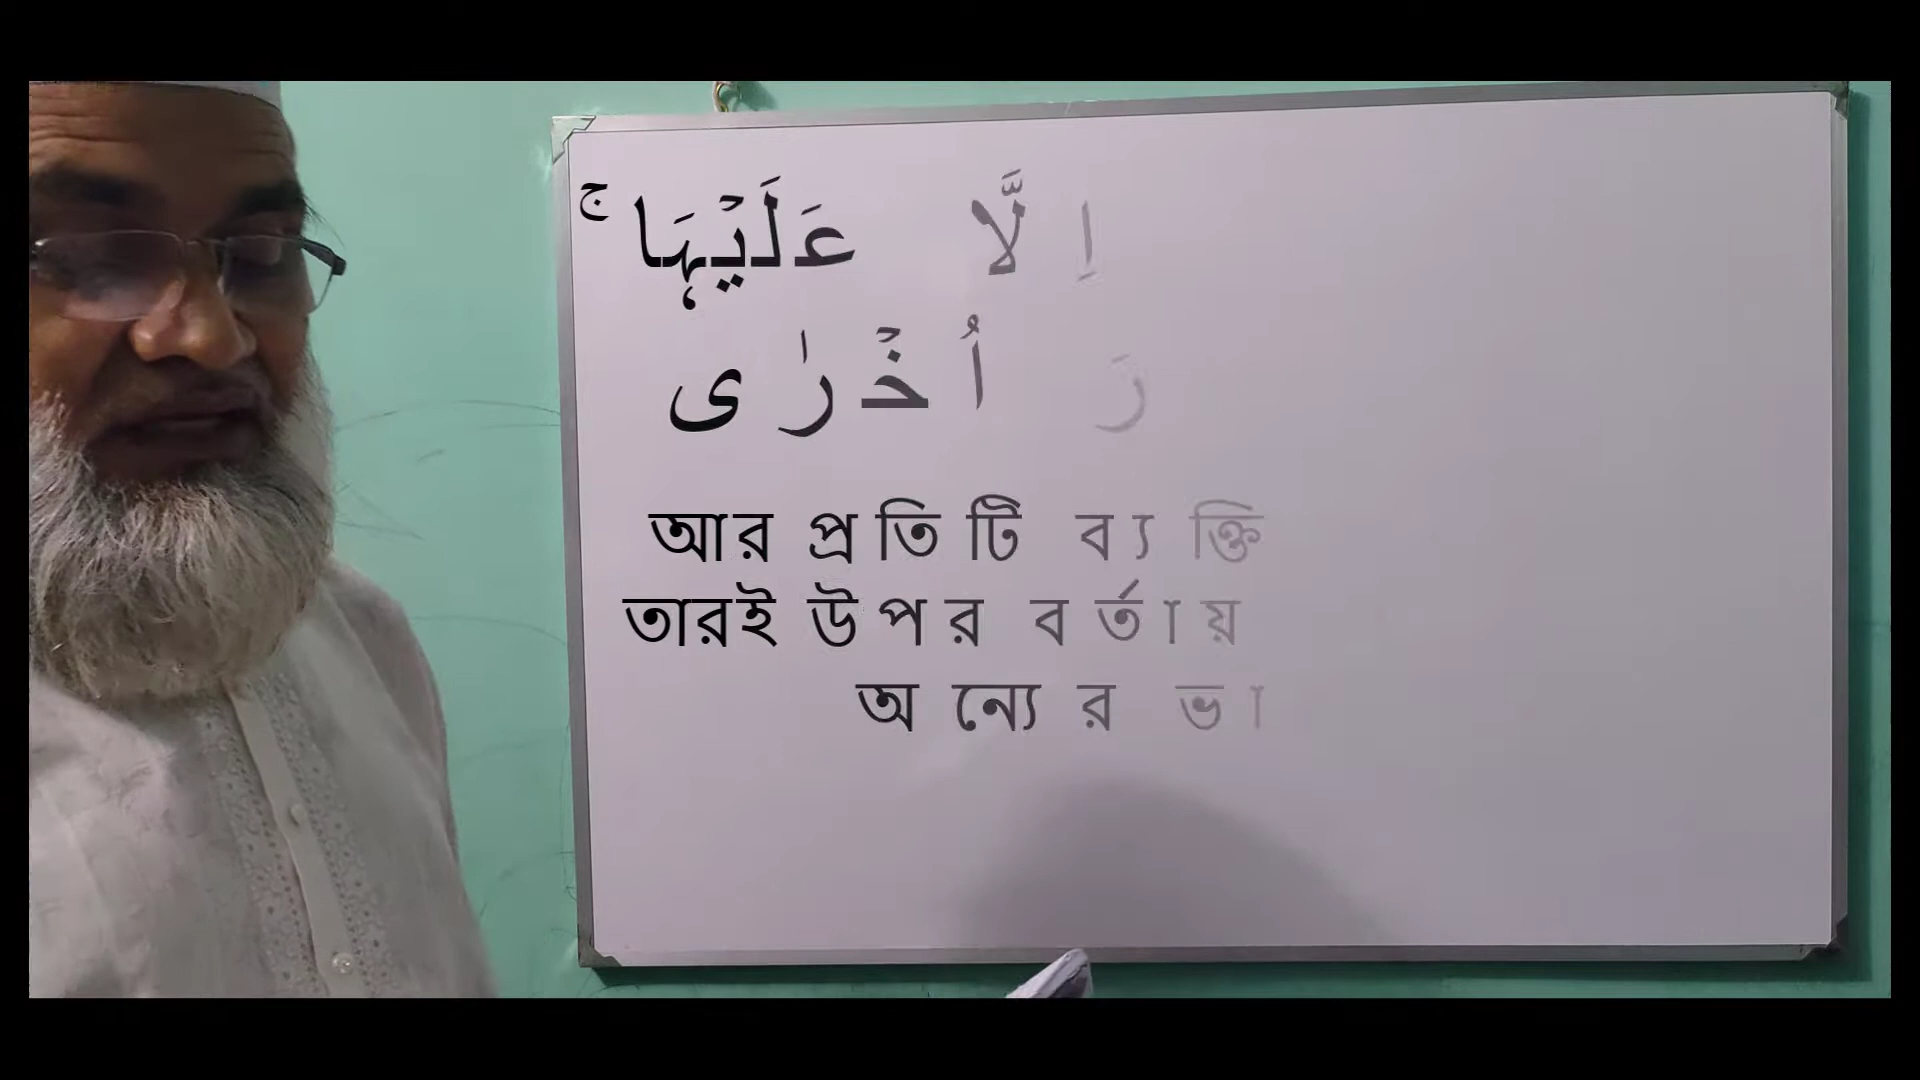 اِلَّا عَلَيْهَا ۚ
رَ اُخْرٰى
আর প্রতিটি ব্যক্তি
তারই উপর বর্তায়
অন্যের ভা